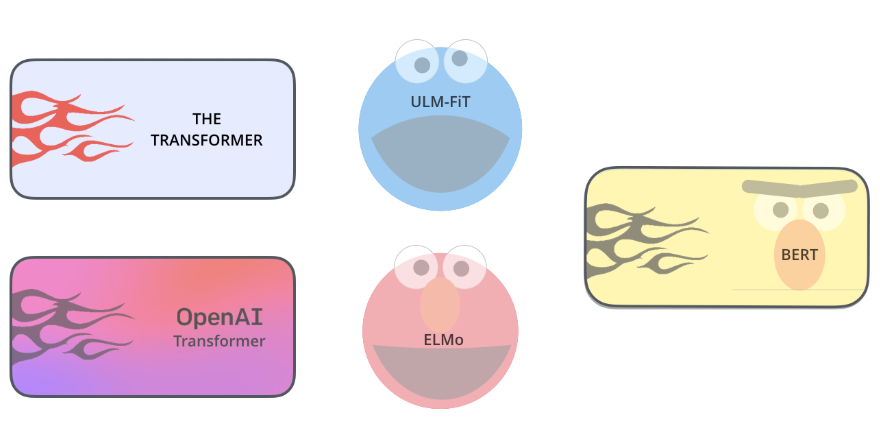 THE
TRANSFORMER
OpenAI
Transformer
ULM-FiT
ELMo
BERT